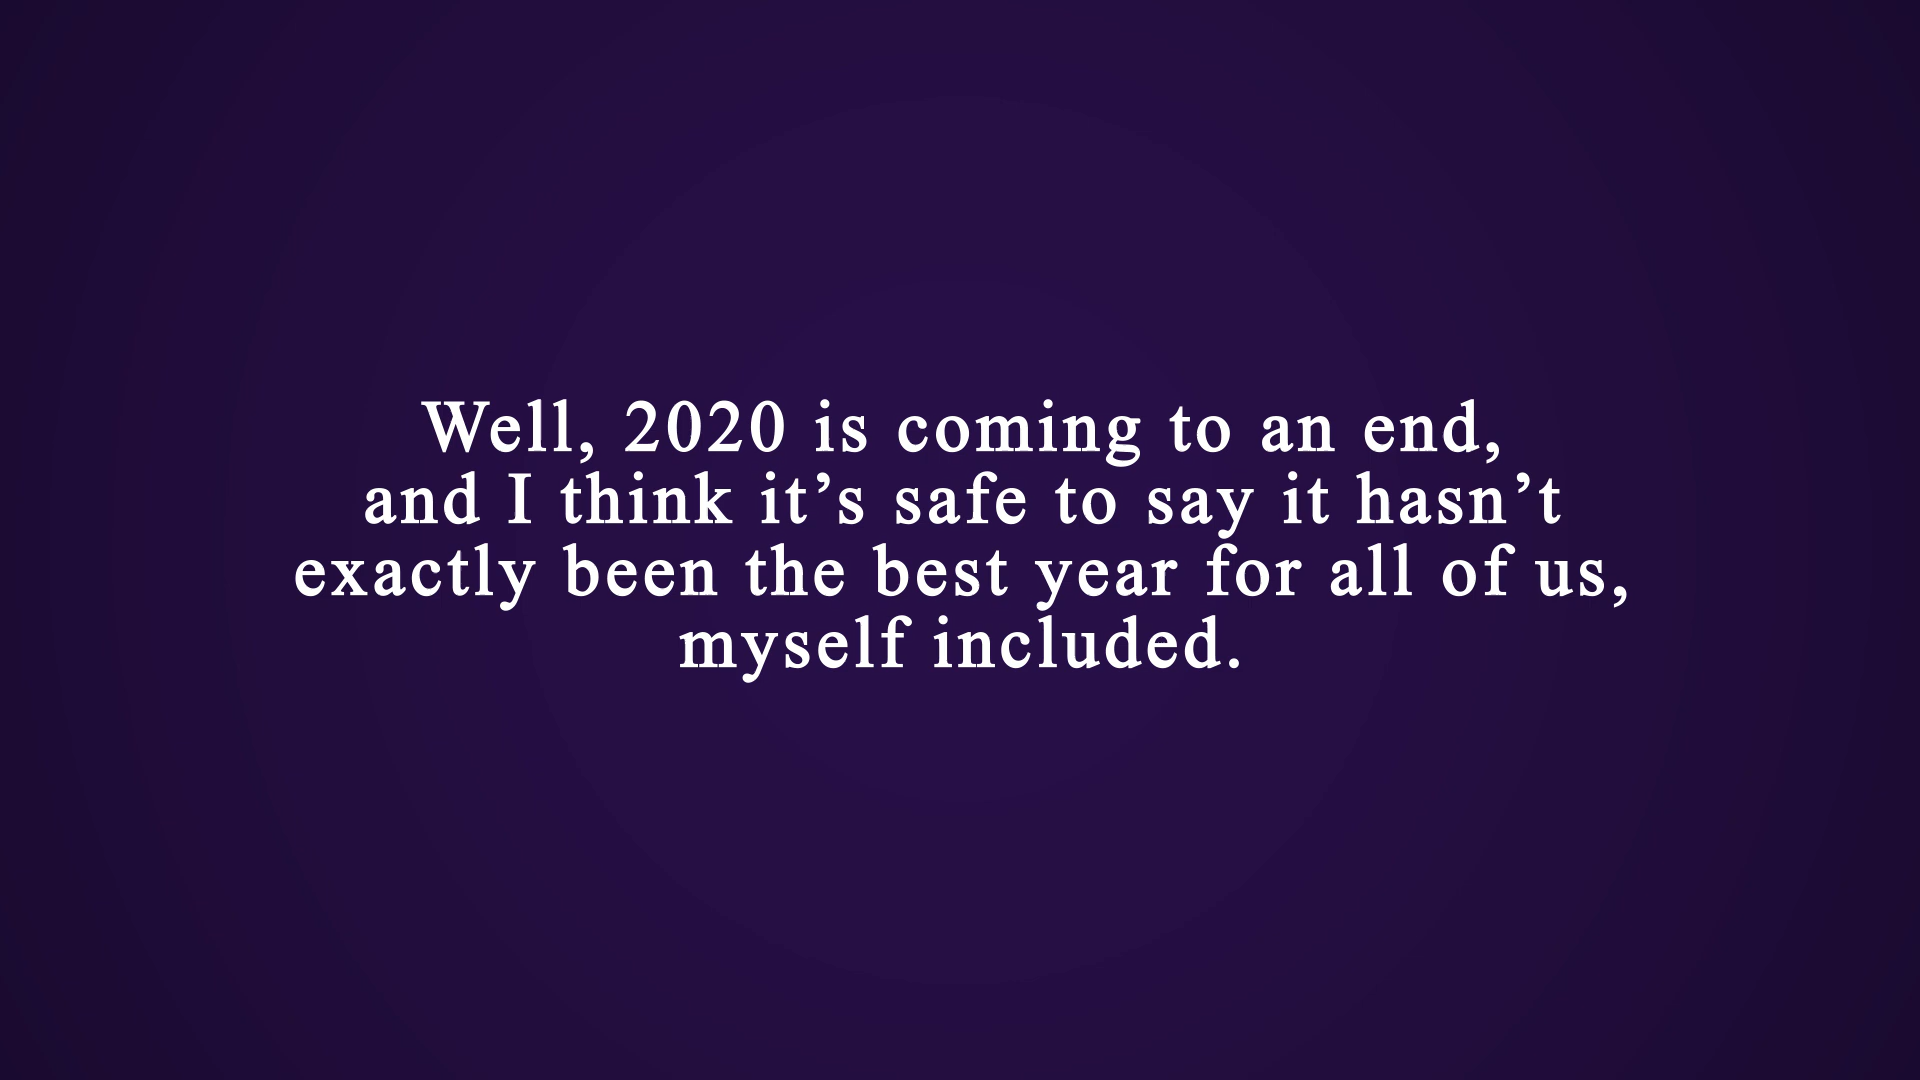 Well, 2020 is coming to an end,
and I think it’s safe to say it hasn’t
exactly been the best year for all of us,
myself included.